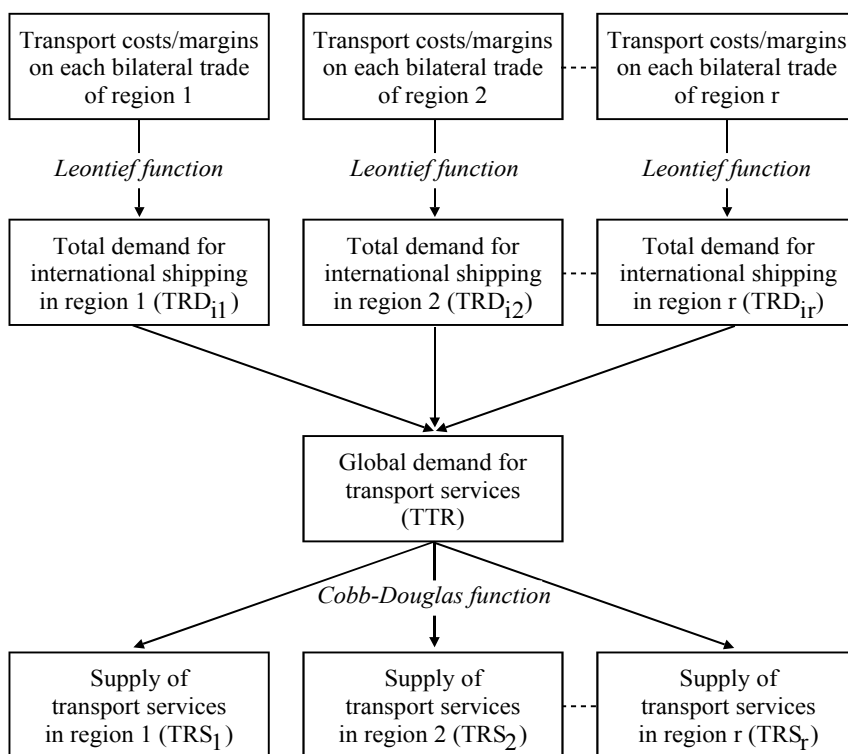 Transport costs/margins
on each bilateral trade
of region 1
Transport costs/margins
on each bilateral trade
of region 2
Transport costs/margins
on each bilateral trade
of region r
Leontief function
Leontief function
Leontief function
Total demand for
international shipping
in region 1 (TRDi1)
Total demand for
international shipping
in region 2 (TRDi2)
Total demand for
international shipping
in region r (TRDir)
Global demand for
transport services
(TTR)
Cobb-Douglas function
Supply of
transport services
in region 1 (TRS1)
Supply of
transport services
in region 2 (TRS2)
Supply of
transport services
in region r (TRSr)